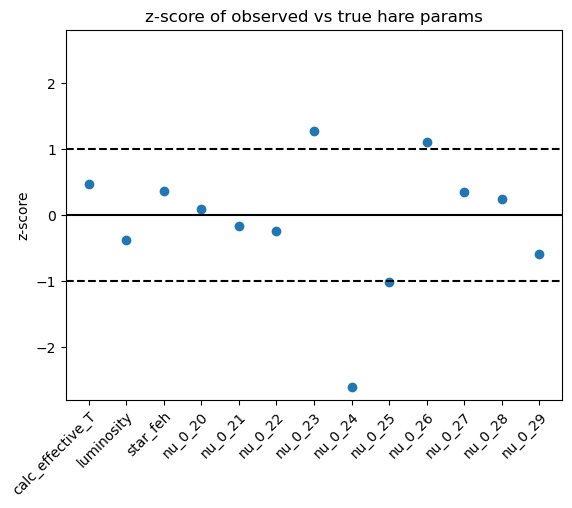 z-score of observed vs true hare params
z-score
2
1
0
−1
−2
calc_effective_T
luminosity
star_feh
nu_0_20
nu_0_21
nu_0_22
nu_0_23
nu_0_24
nu_0_25
nu_0_26
nu_0_27
nu_0_28
nu_0_29